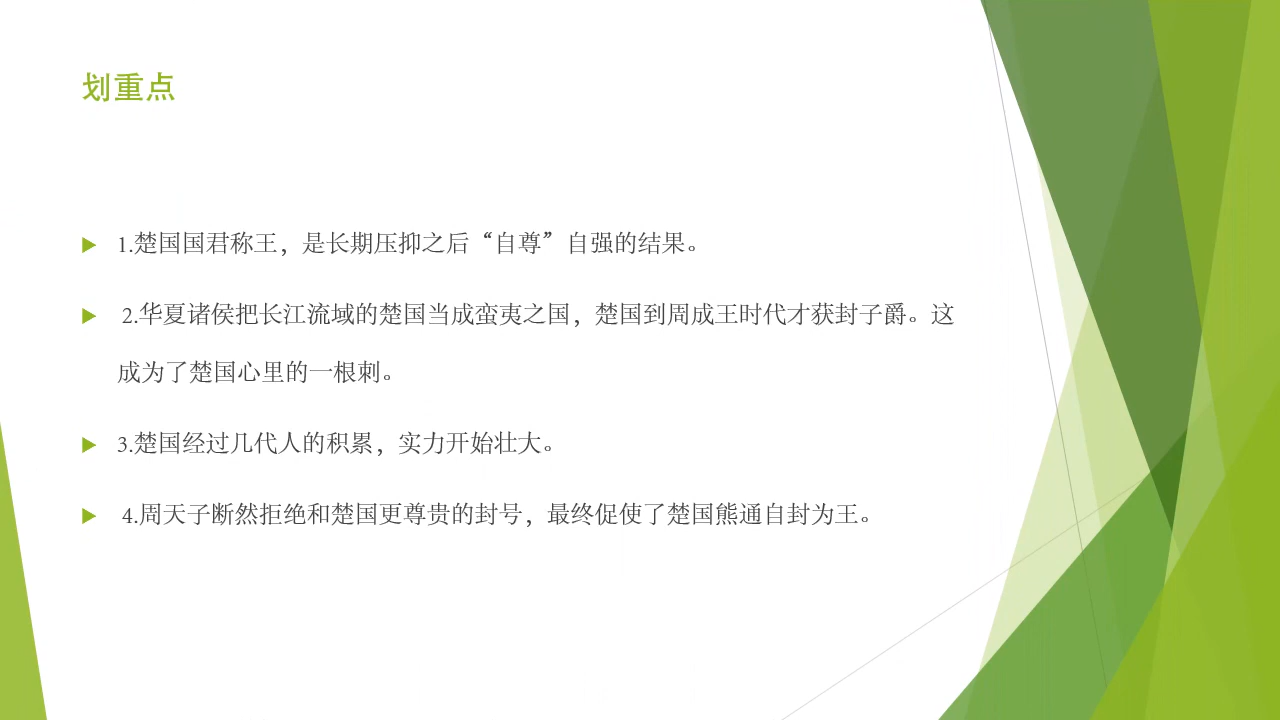 划重点
1.楚国国君称王，是长期压抑之后“自尊”自强的结果。
2.华夏诸侯把长江流域的楚国当成蛮夷之国，楚国到周成王时代才获封子爵。这
成为了楚国心里的一根刺。
3.楚国经过几代人的积累，实力开始壮大。
4.周天子断然拒绝和楚国更尊贵的封号，最终促使了楚国熊通自封为王。